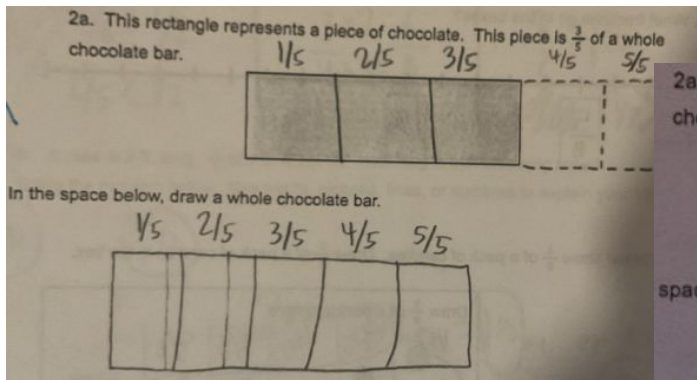 2a. This rectangle represents a piece of chocolate. This piece is 3/5 of a whole
chocolate bar.
1/5 2/5 3/5 4/5 5/5
2a
ch
In the space below, draw a whole chocolate bar.
1/5 2/5 3/5 4/5 5/5
spa